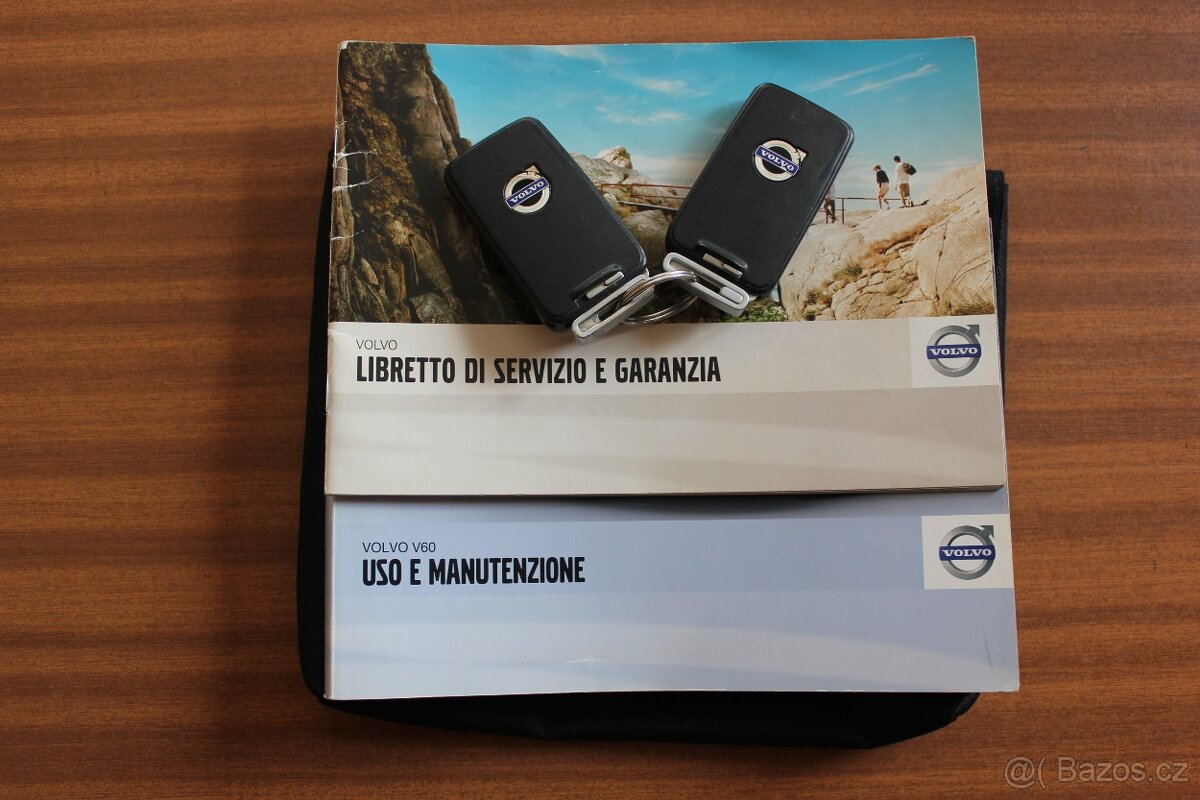 VOLVO
VOLVO
VOLVO
LIBRETTO DI SERVIZIO E GARANZIA
VOLVO
VOLVO V60
USO E MANUTENZIONE
VOLVO
@( Bazos.cz